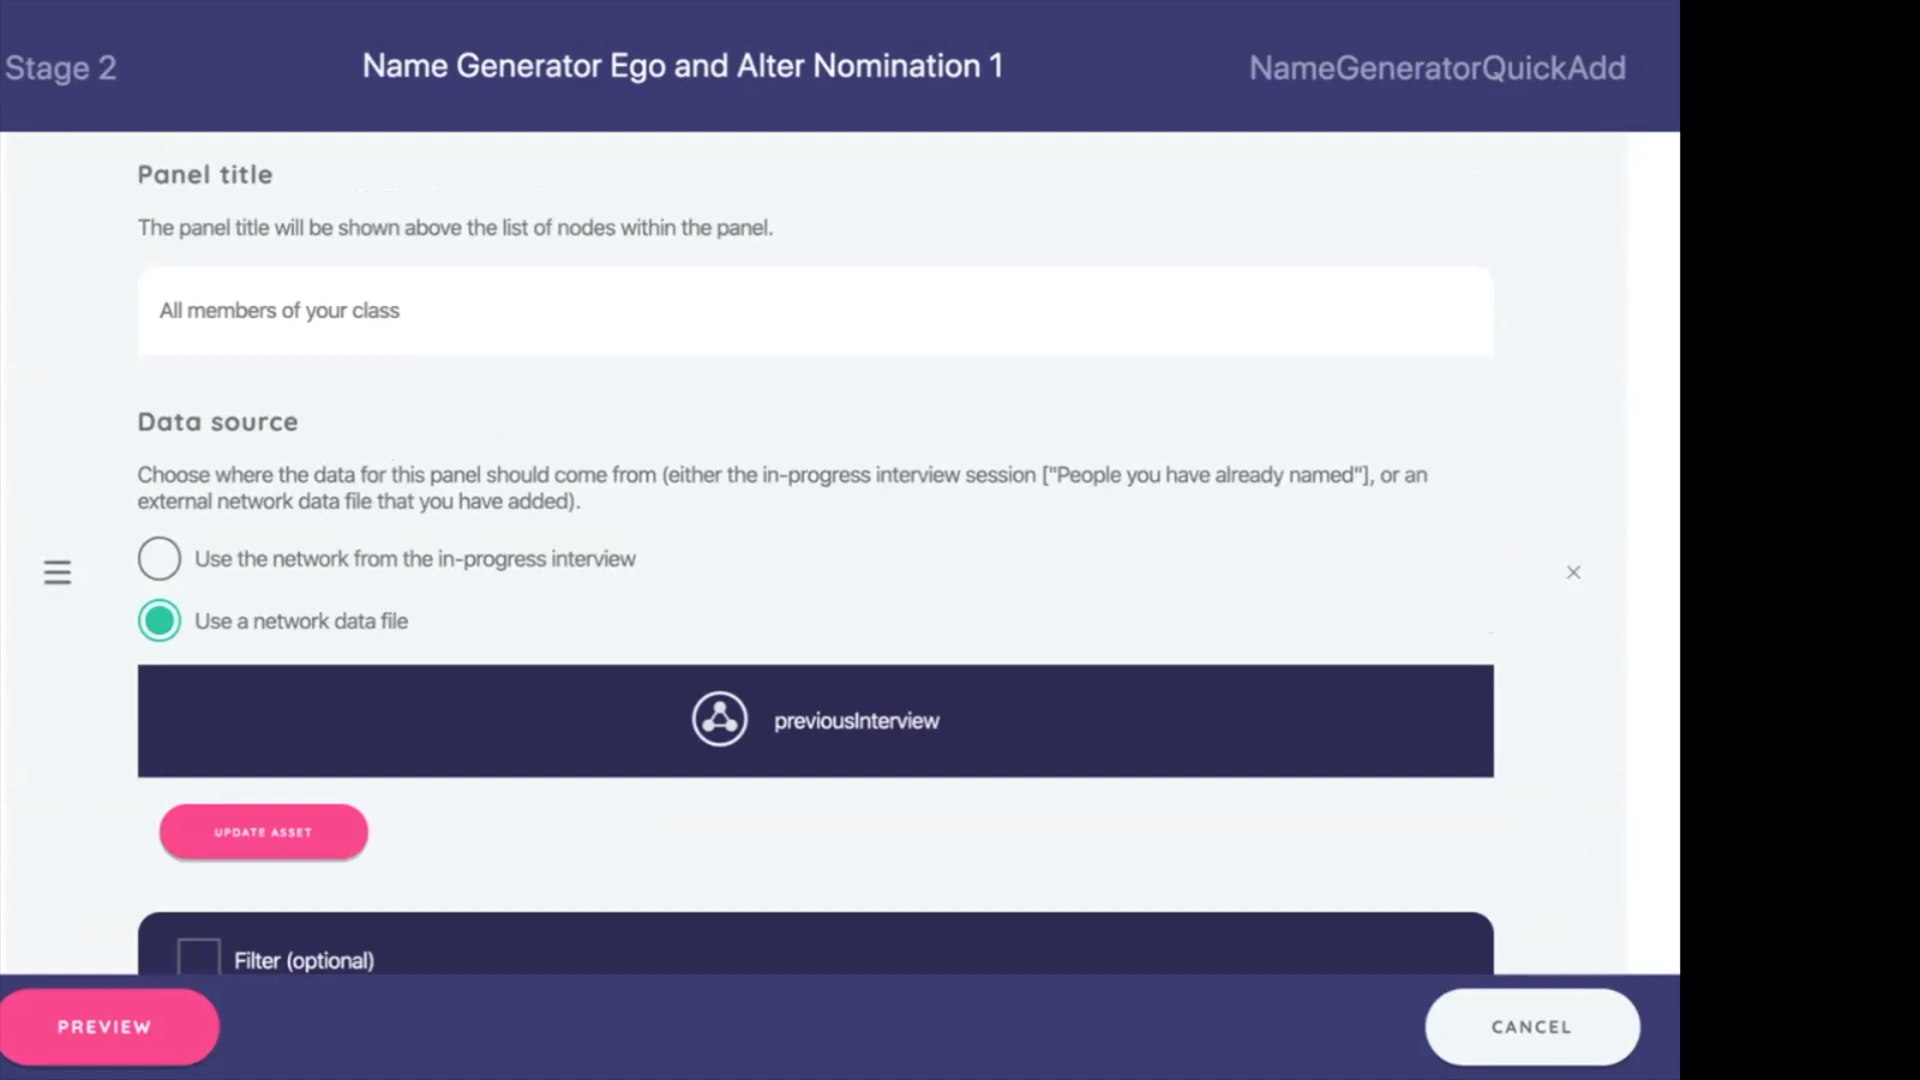 Stage 2
Name Generator Ego and Alter Nomination 1
NameGeneratorQuickAdd
Panel title
The panel title will be shown above the list of nodes within the panel.
All members of your class
Data source
Choose where the data for this panel should come from (either the in-progress interview session ["People you have already named"], or an
external network data file that you have added).
Use the network from the in-progress interview
Use a network data file
previousInterview
UPDATE ASSET
Filter (optional)
PREVIEW
CANCEL